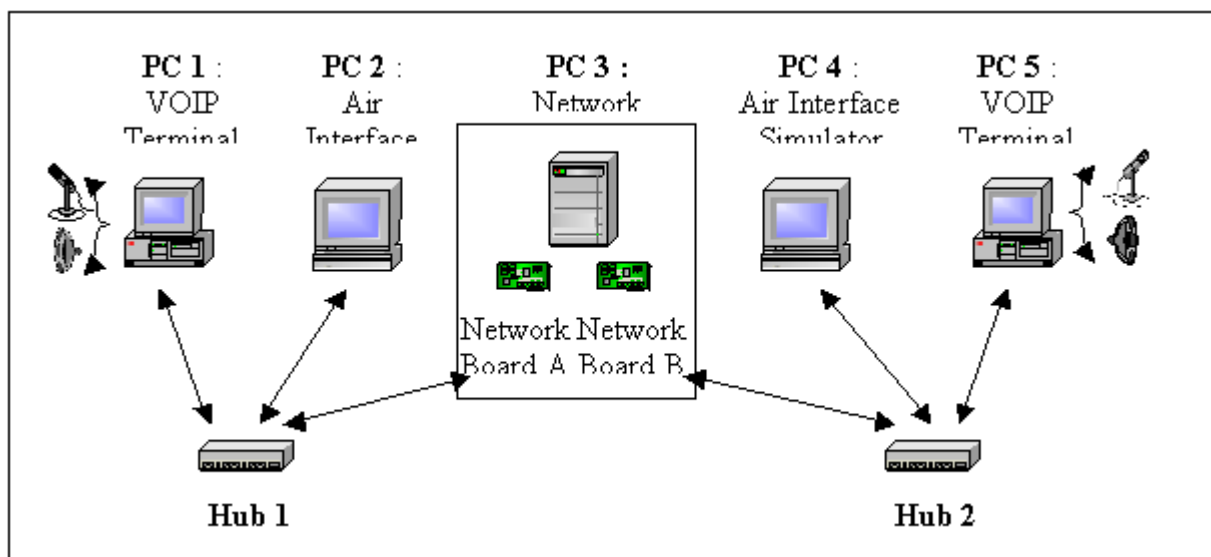 PC 1 :
VOIP
Terminal
PC 2 :
Air
Interface
PC 3 :
Network
PC 4 :
Air Interface
Simulator
PC 5 :
VOIP
Terminal
Network Network
Board A Board B
Hub 1
Hub 2